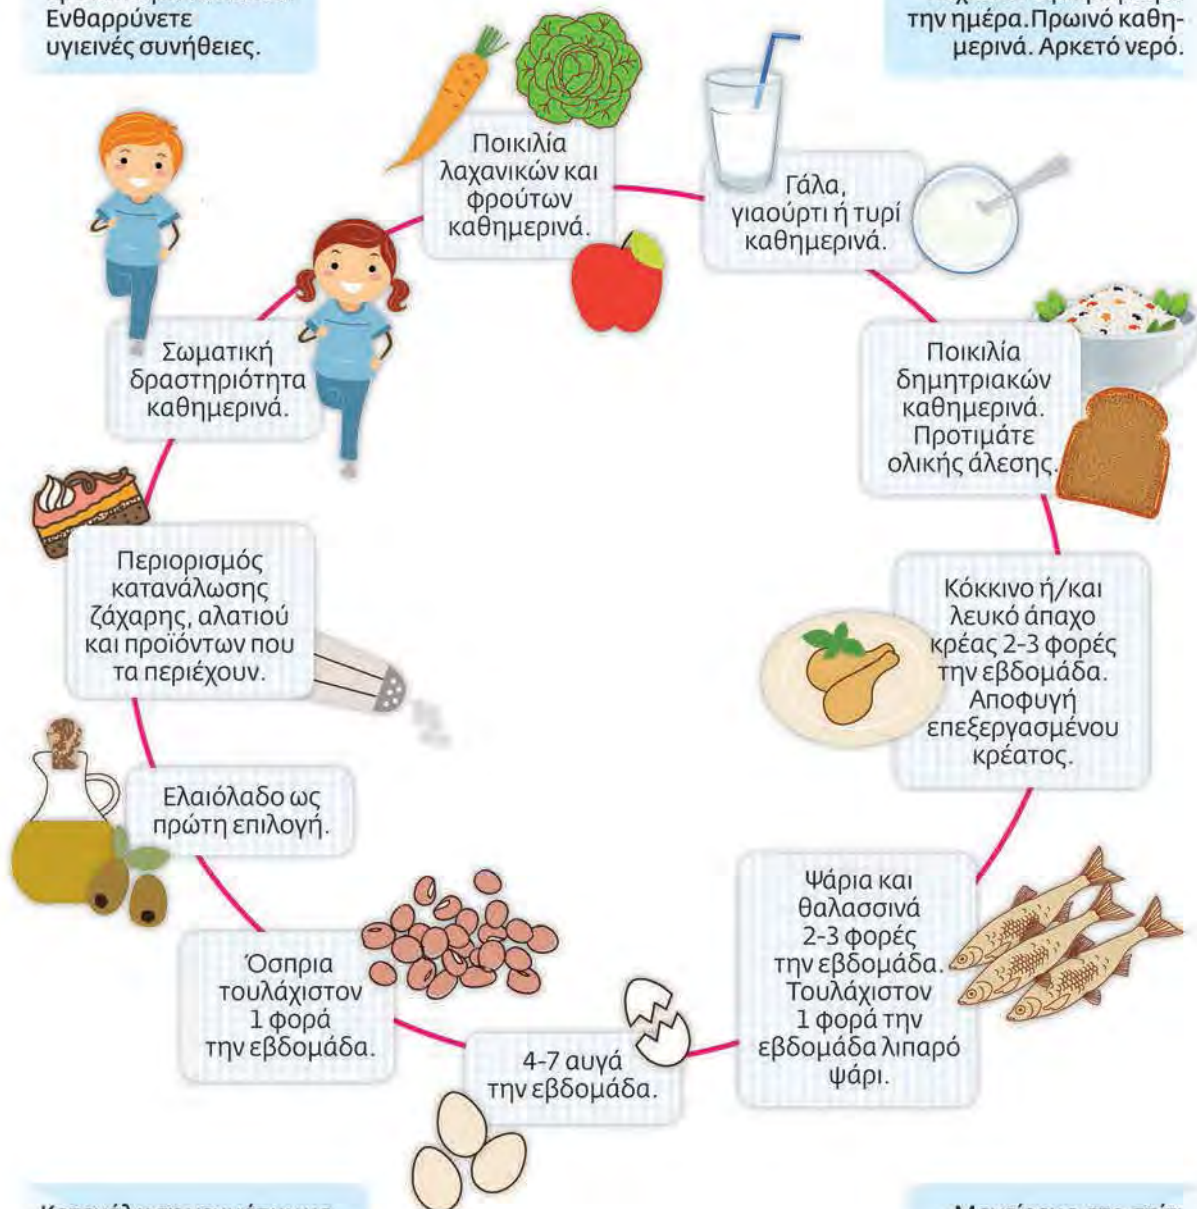 Ενθαρρύνετε
υγιεινές συνήθειες.
την ημέρα.Πρωινό καθη-
μερινά. Αρκετό νερό.
Ποικιλία
λαχανικών και
φρούτων
καθημερινά.
Γάλα,
γιαούρτι ή τυρί
καθημερινά.
Σωματική
δραστηριότητα
καθημερινά.
Ποικιλία
δημητριακών
καθημερινά.
Προτιμάτε
ολικής άλεσης.
Περιορισμός
κατανάλωσης
ζάχαρης, αλατιού
και προϊόντων που
τα περιέχουν.
Κόκκινο ή/και
λευκό άπαχο
κρέας 2-3 φορές
την εβδομάδα.
Αποφυγή
επεξεργασμένου
κρέατος.
Ελαιόλαδο ως
πρώτη επιλογή.
Ψάρια και
θαλασσινά
2-3 φορές
την εβδομάδα.
Τουλάχιστον
1 φορά την
εβδομάδα λιπαρό
ψάρι.
Όσπρια
τουλάχιστον
1 φορά
την εβδομάδα.
4-7 αυγά
την εβδομάδα.